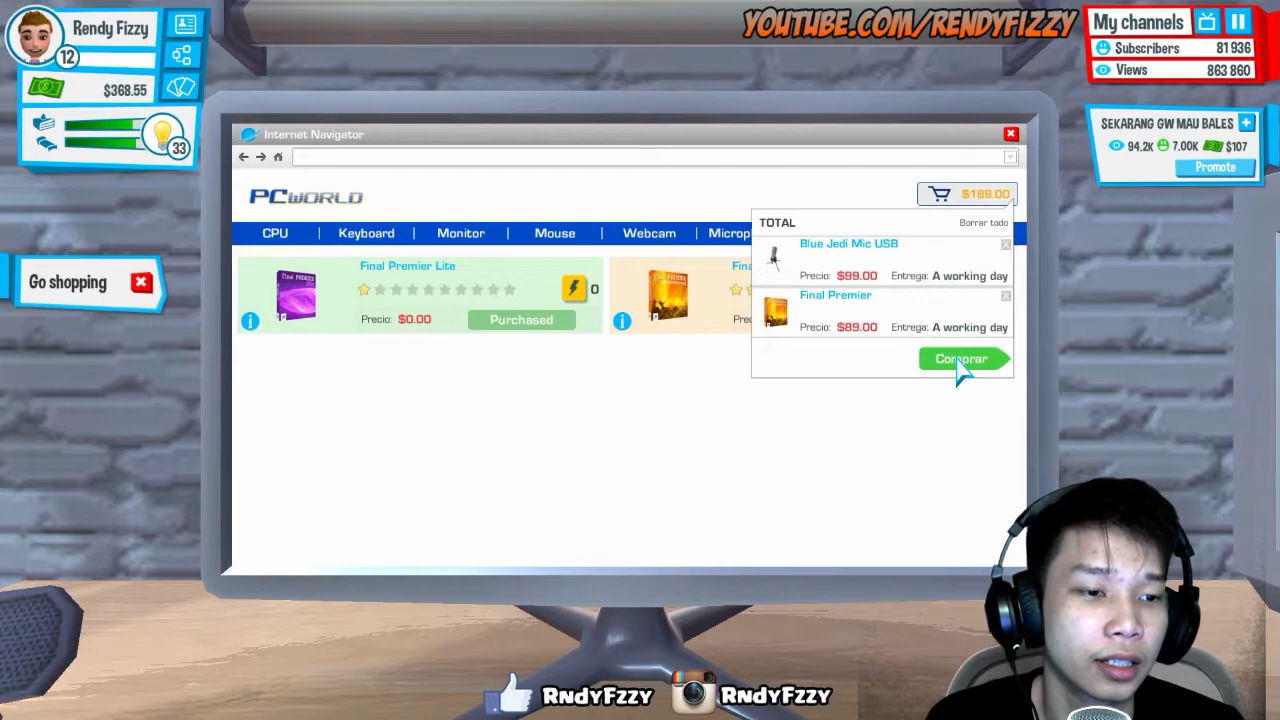 Rendy Fizzy
12
$368.55
33
YOUTUBE.COM/RENDYFIZZY
My channels
Subscribers 81 936
Views 863 860
SEKARANG GW MAU BALES
94.2K 7.00K $107
Promote
Go shopping
Internet Navigator
PCWORLD
$188.00
CPU | Keyboard | Monitor | Mouse | Webcam |
TOTAL Borrar todo
Blue Jedi Mic USB
Precio: $99.00 Entrega: A working day
Final Premier
Precio: $89.00 Entrega: A working day
Comprar
Final Premier Lite
0
Precio: $0.00 Purchased
RndyFzzy RndyFzzy